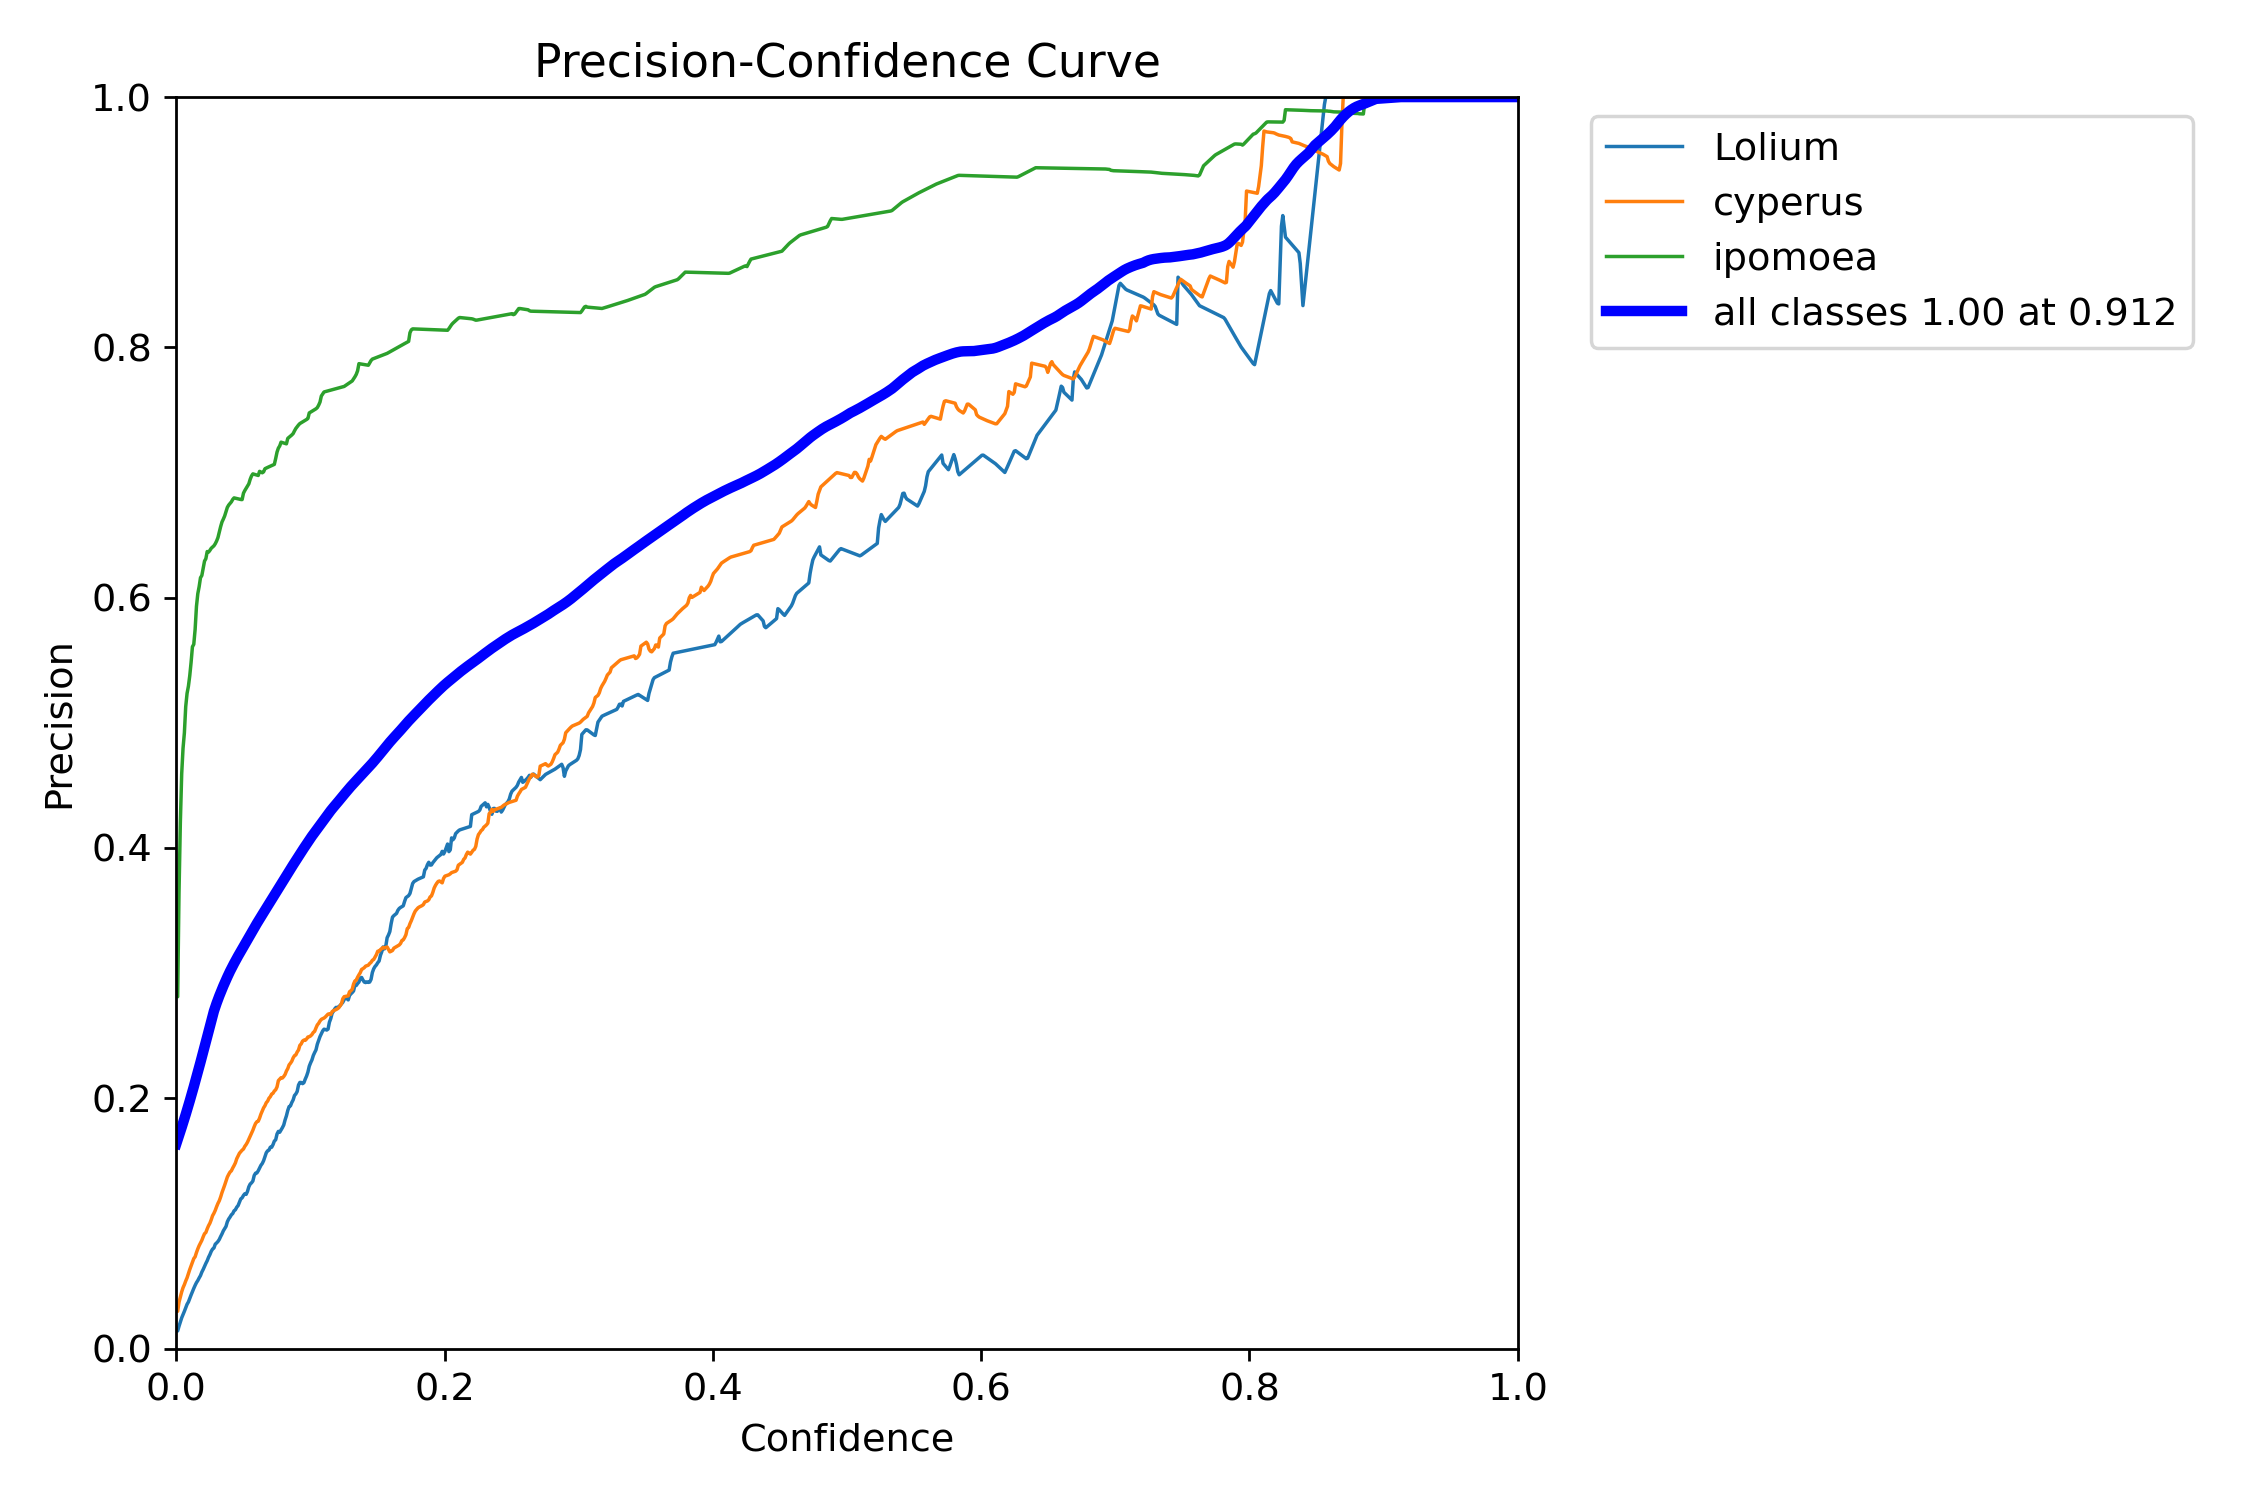 Precision-Confidence Curve
1.0
0.8
0.6
0.4
0.2
0.0
Precision
0.0 0.2 0.4 0.6 0.8 1.0
Confidence
Lolium
cyperus
ipomoea
all classes 1.00 at 0.912